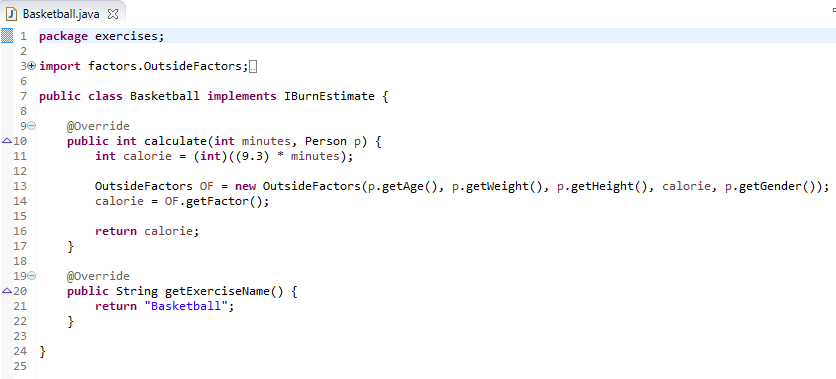 Basketball.java
1 package exercises;
2
3 import factors.OutsideFactors;
6
7 public class Basketball implements IBurnEstimate {
8
9     @Override
10     public int calculate(int minutes, Person p) {
11         int calorie = (int)((9.3) * minutes);
12
13         OutsideFactors OF = new OutsideFactors(p.getAge(), p.getWeight(), p.getHeight(), calorie, p.getGender());
14         calorie = OF.getFactor();
15
16         return calorie;
17     }
18
19     @Override
20     public String getExerciseName() {
21         return "Basketball";
22     }
23
24 }
25